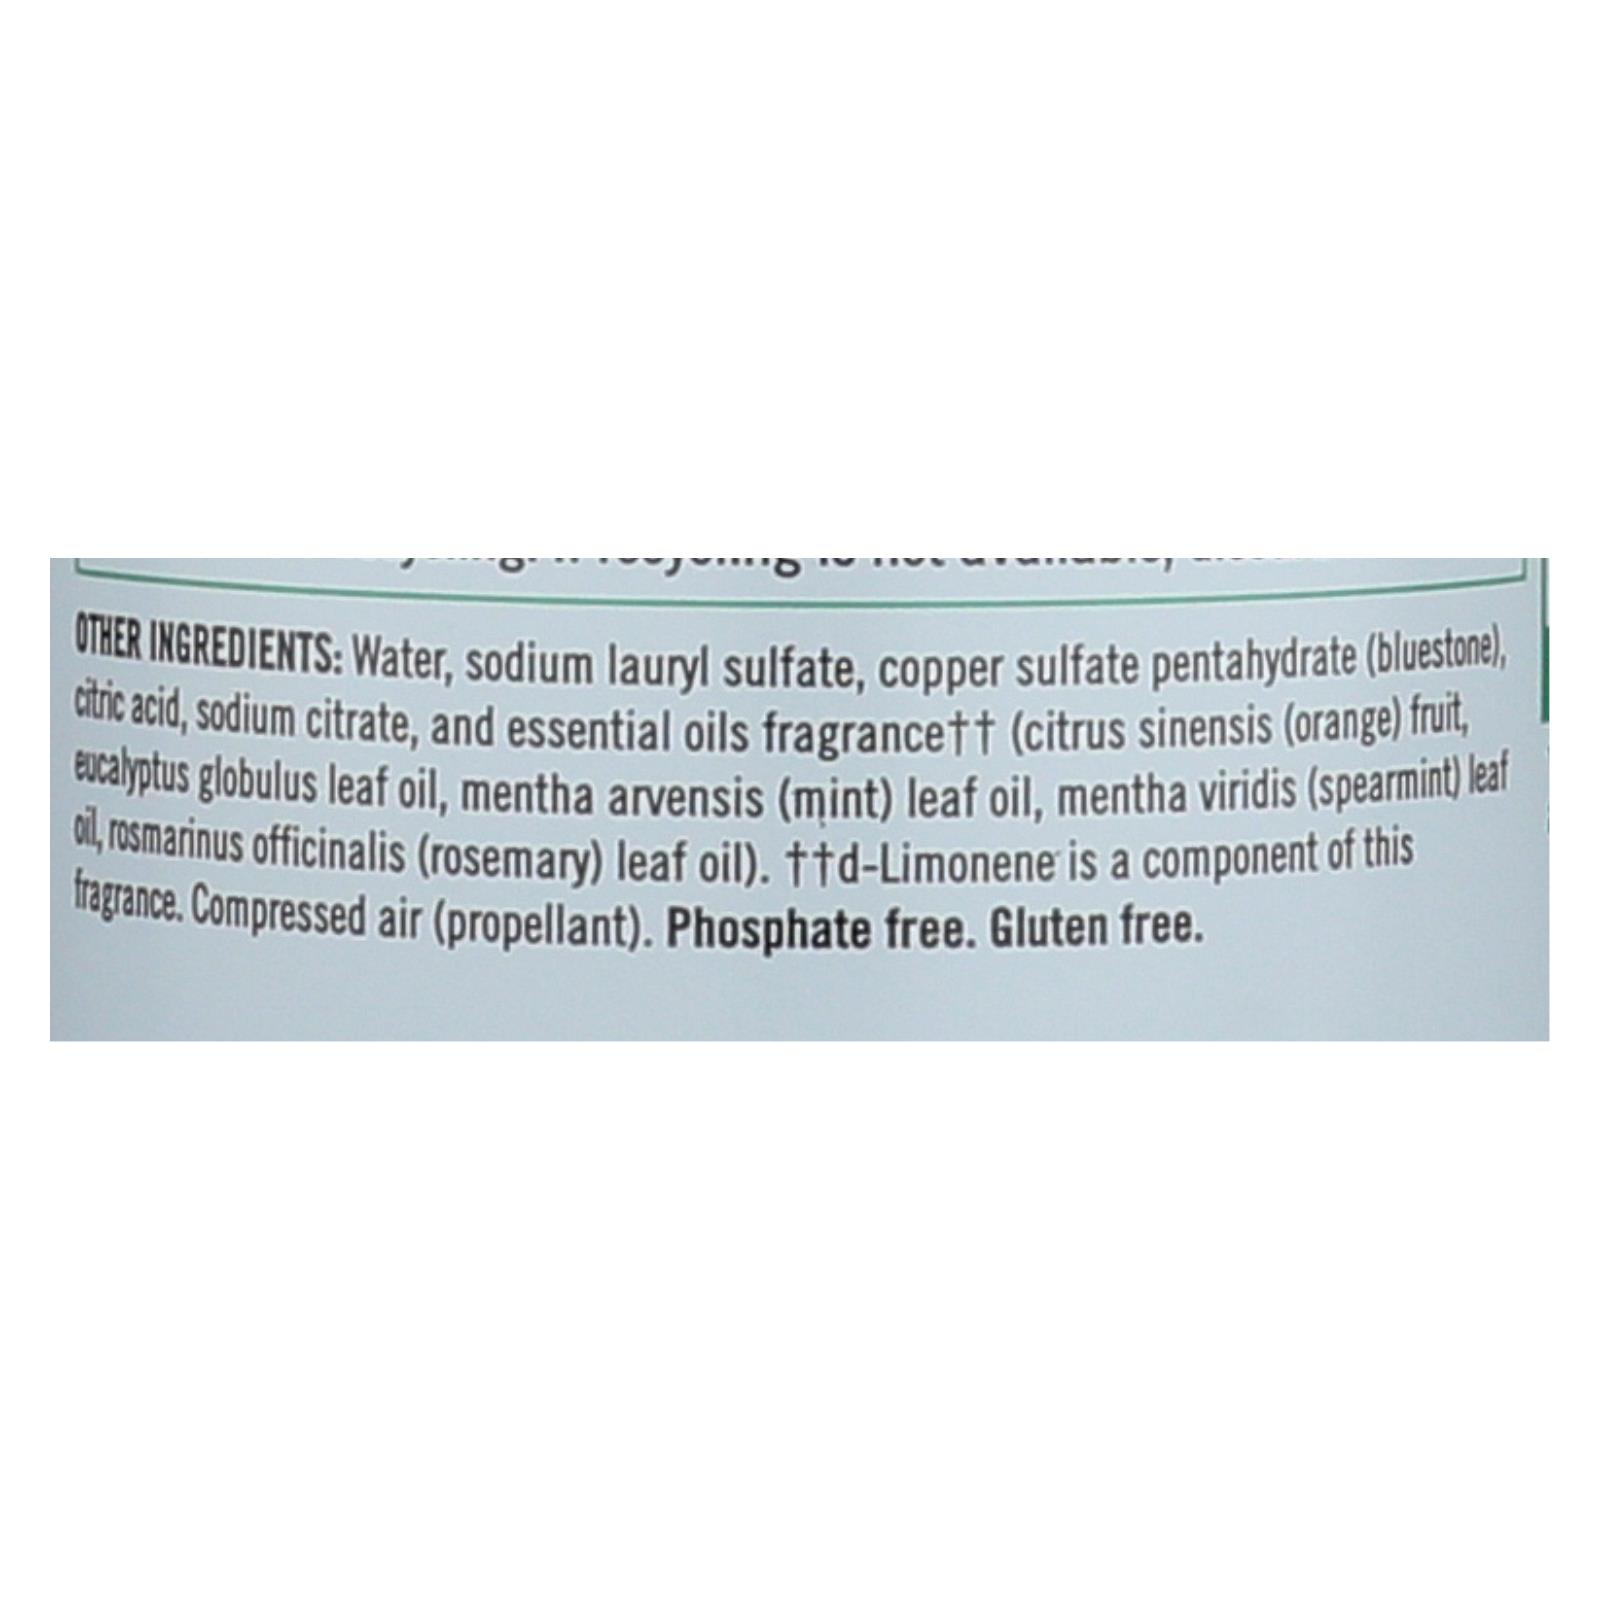 recycling is not available,
OTHER INGREDIENTS: Water, sodium lauryl sulfate, copper sulfate pentahydrate (bluestone),
citric acid, sodium citrate, and essential oils fragrance†† (citrus sinensis (orange) fruit,
eucalyptus globulus leaf oil, mentha arvensis (mint) leaf oil, mentha viridis (spearmint) leaf
oil, rosmarinus officinalis (rosemary) leaf oil). ††d-Limonene is a component of this
fragrance. Compressed air (propellant). Phosphate free. Gluten free.